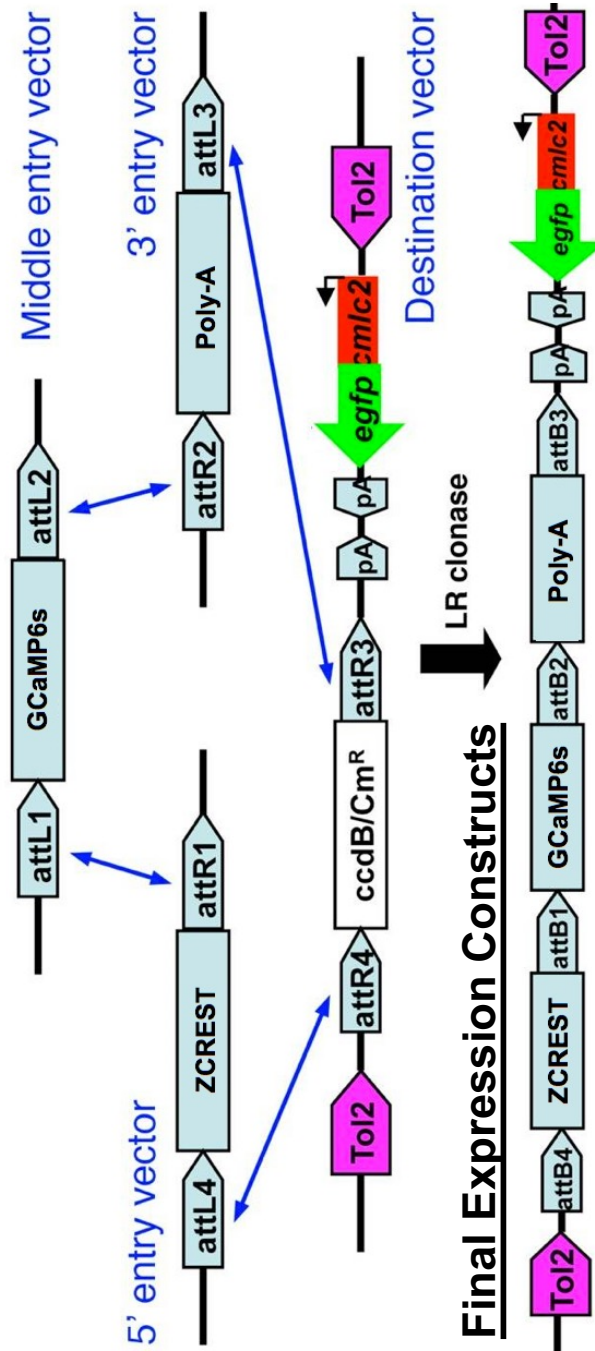 Middle entry vector
attL1 GCaMP6s attL2
5' entry vector
3' entry vector
attL4 ZCREST attR1
attR2 Poly-A attL3
Tol2 attR4 ccdB/CmR attR3 pA pA egfp cmlc2 Tol2
Destination vector
LR clonase
Final Expression Constructs
Tol2 attB4 ZCREST attB1 GCaMP6s attB2 Poly-A attB3 pA pA egfp cmlc2 Tol2